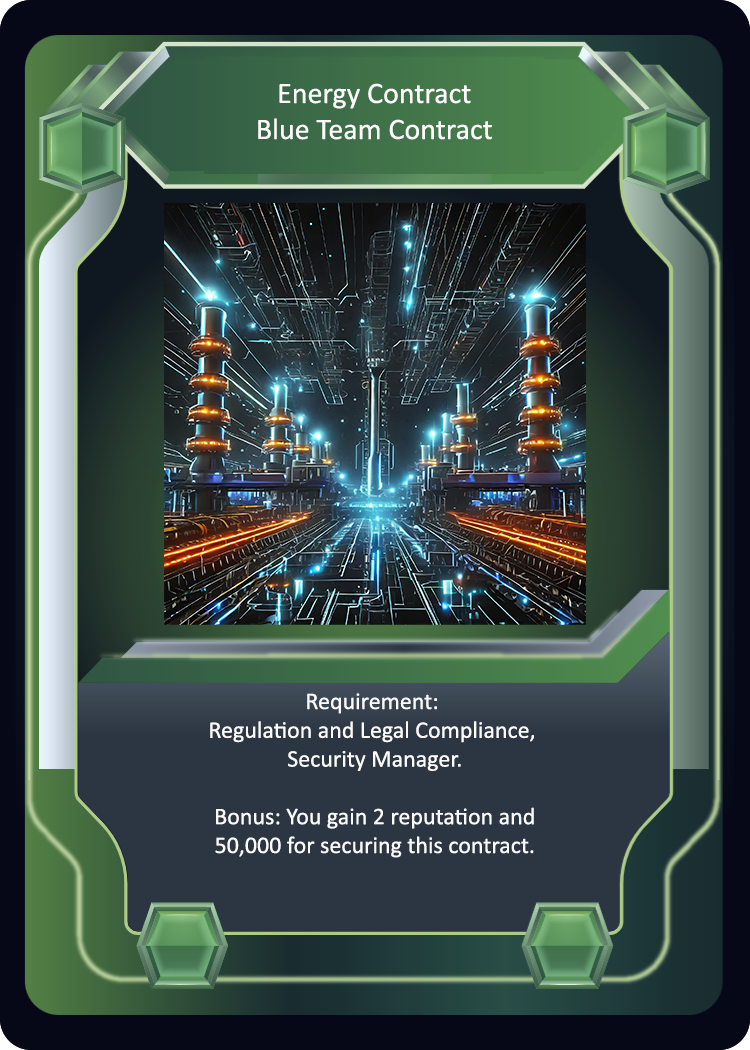 Energy Contract
Blue Team Contract
Requirement:
Regulation and Legal Compliance,
Security Manager.
Bonus: You gain 2 reputation and
50,000 for securing this contract.